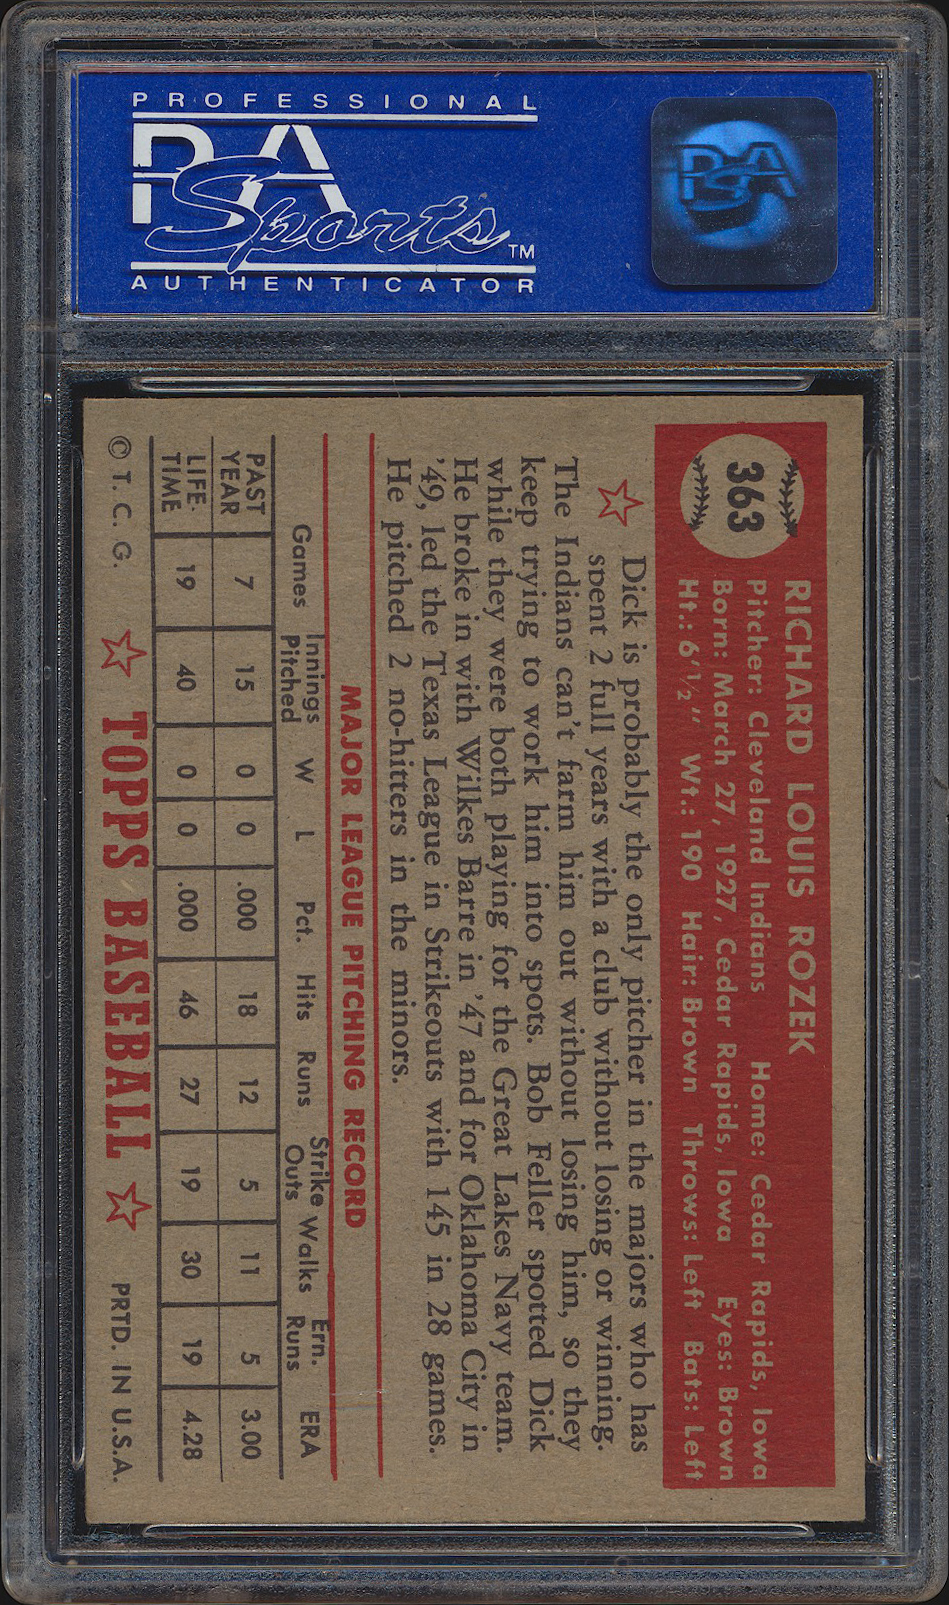 PROFESSIONAL
PSA
Sports™
AUTHENTICATOR
PSA
363
RICHARD LOUIS ROZEK
Pitcher: Cleveland Indians Home: Cedar Rapids, Iowa
Born: March 27, 1927, Cedar Rapids, Iowa Eyes: Brown
Ht.: 6'½" Wt.: 190 Hair: Brown Throws: Left Bats: Left
Dick is probably the only pitcher in the majors who has
spent 2 full years with a club without losing or winning.
The Indians can't farm him out without losing him, so they
keep trying to work him into spots. Bob Feller spotted Dick
while they were both playing for the Great Lakes Navy team.
He broke in with Wilkes Barre in '47 and for Oklahoma City in
'49, led the Texas League in Strikeouts with 145 in 28 games.
He pitched 2 no-hitters in the minors.
MAJOR LEAGUE PITCHING RECORD
Games Innings Pitched W L Pct. Hits Runs Strike Outs Walks Ern. Runs ERA
PAST YEAR 7 15 0 0 .000 18 12 5 11 5 3.00
LIFE-TIME 19 40 0 0 .000 46 27 19 30 19 4.28
© T. C. G. ☆ TOPPS BASEBALL ☆ PRTD. IN U.S.A.